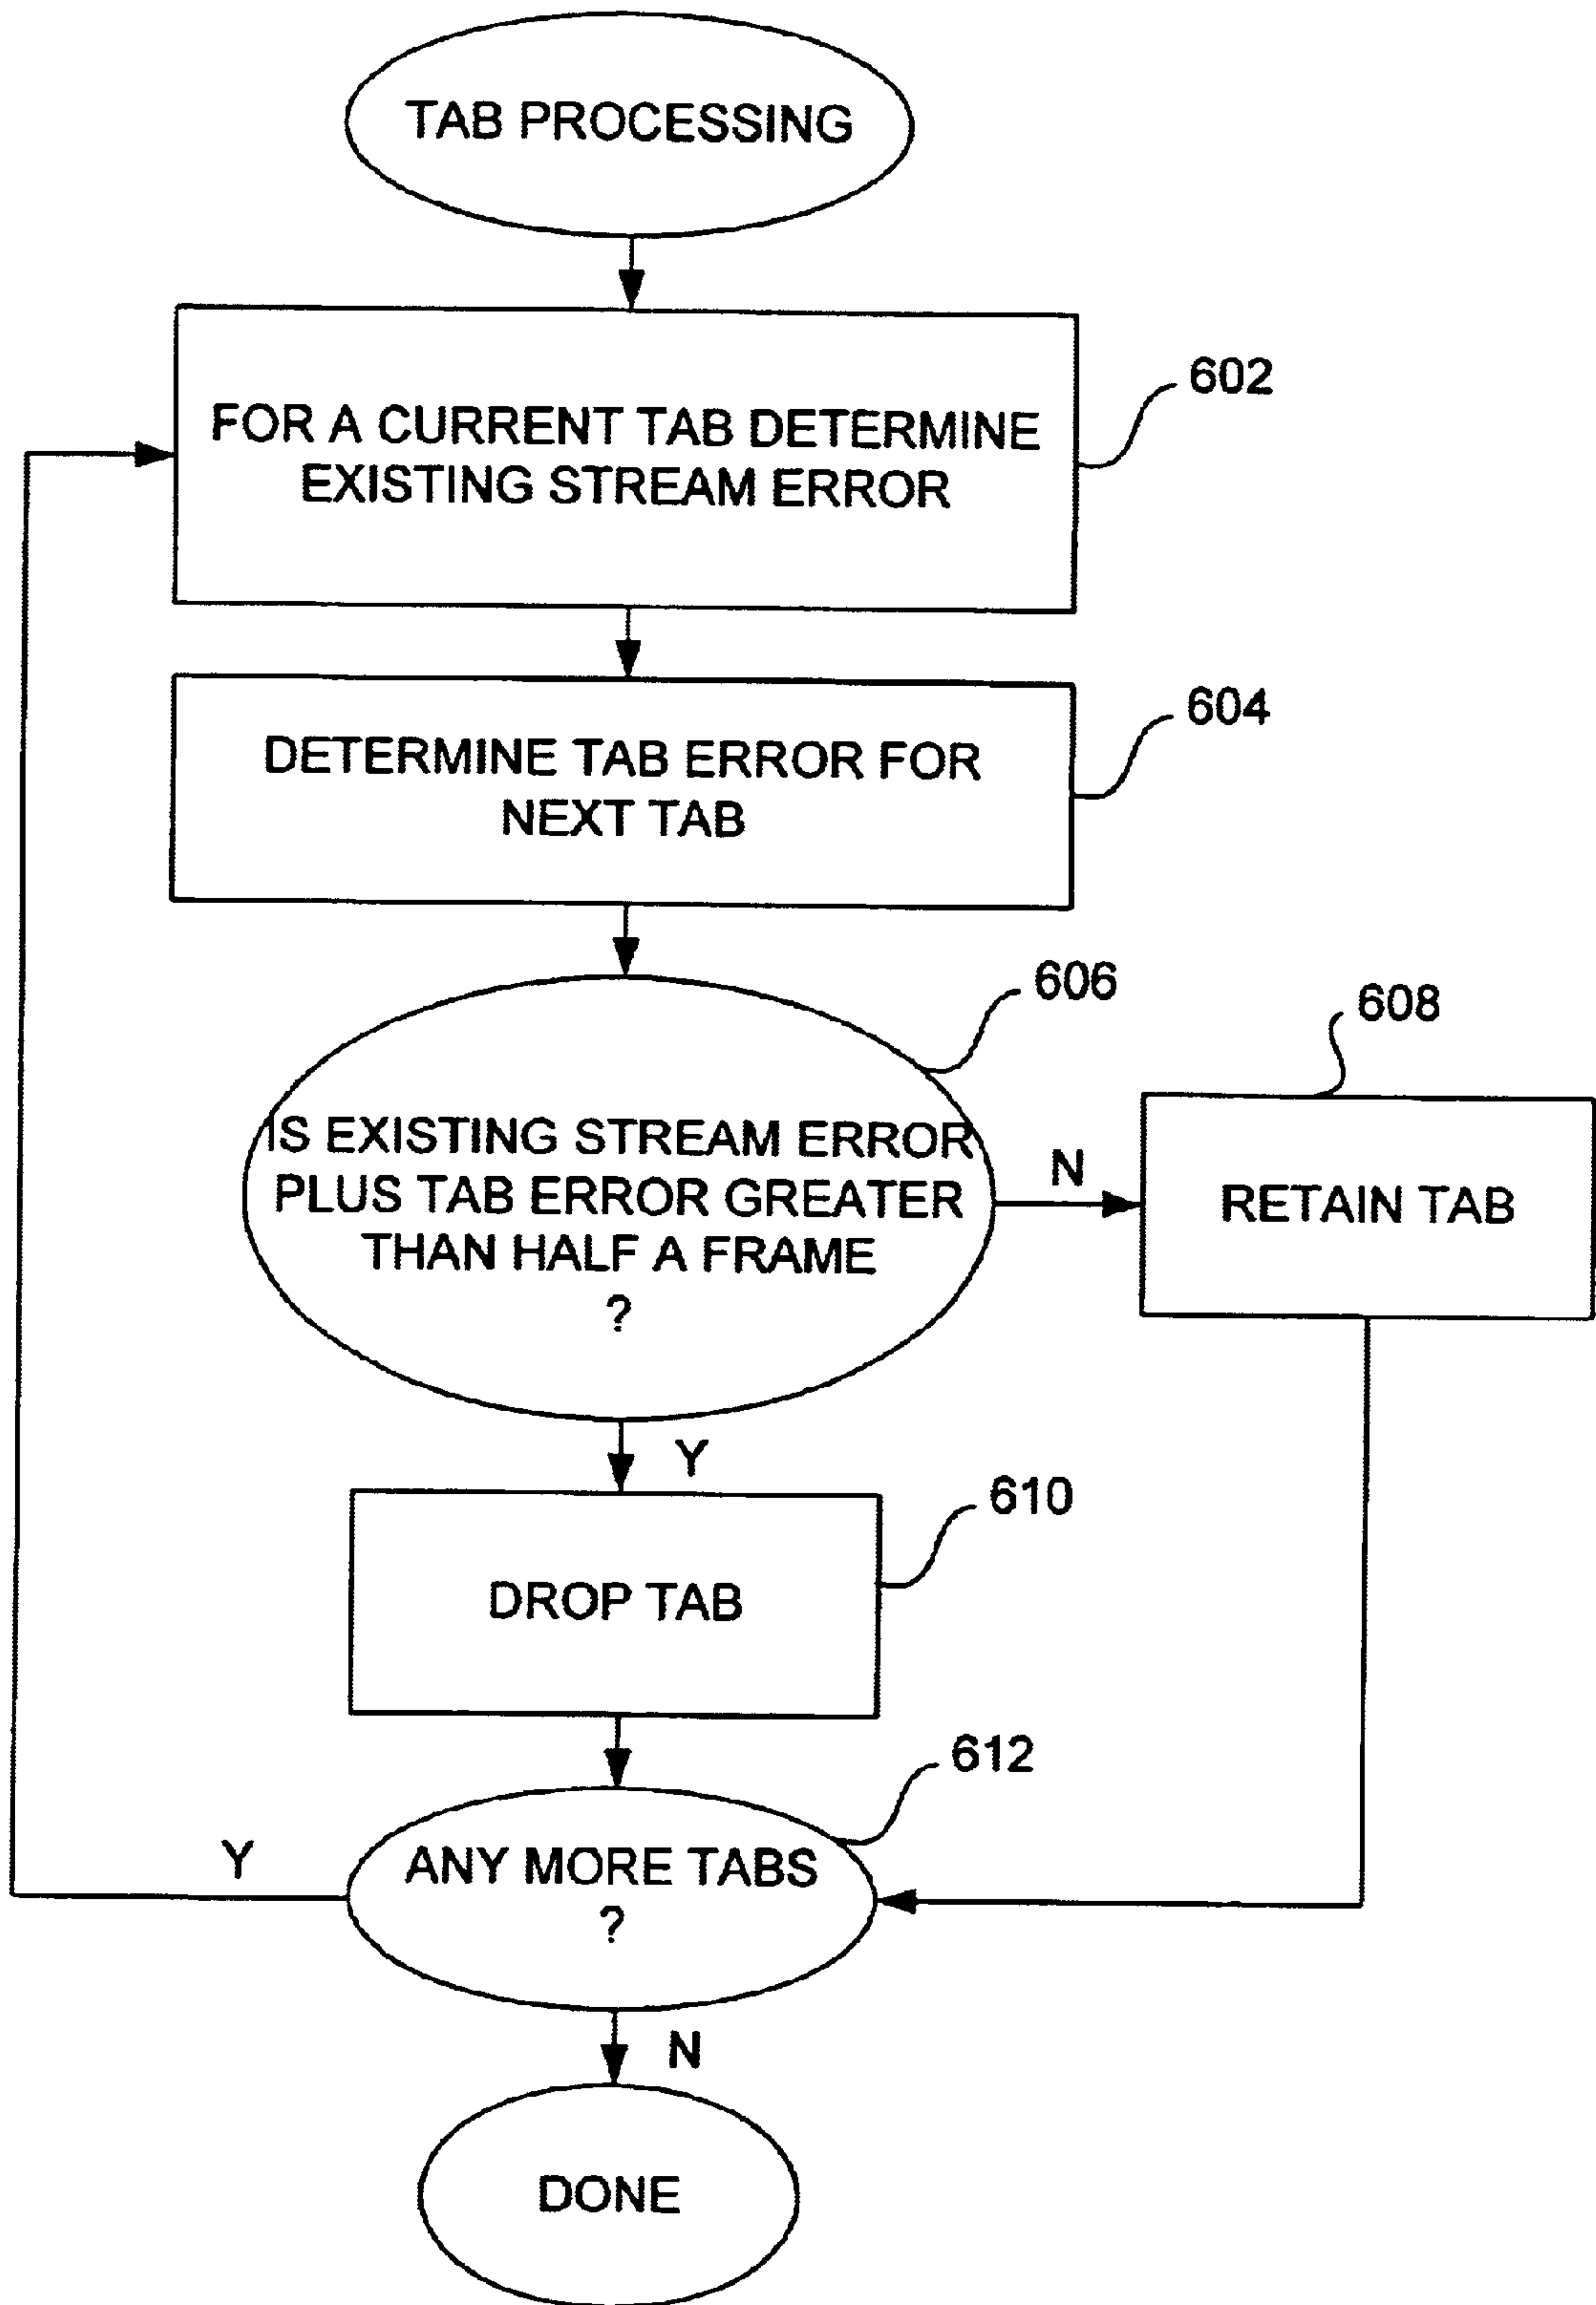 TAB PROCESSING
FOR A CURRENT TAB DETERMINE
EXISTING STREAM ERROR
602
DETERMINE TAB ERROR FOR
NEXT TAB
604
606
IS EXISTING STREAM ERROR
PLUS TAB ERROR GREATER
THAN HALF A FRAME
?
N
608
RETAIN TAB
Y
610
DROP TAB
612
ANY MORE TABS
?
Y
N
DONE